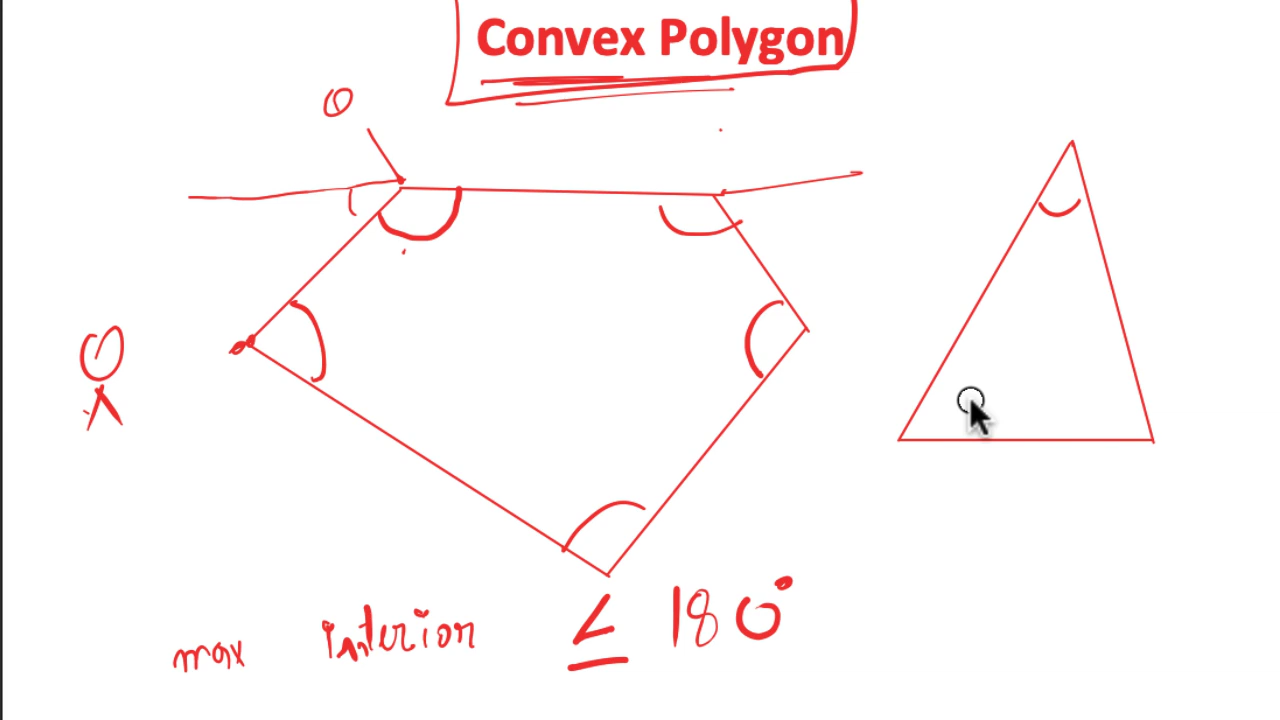 Convex Polygon
max interior ≤ 180°